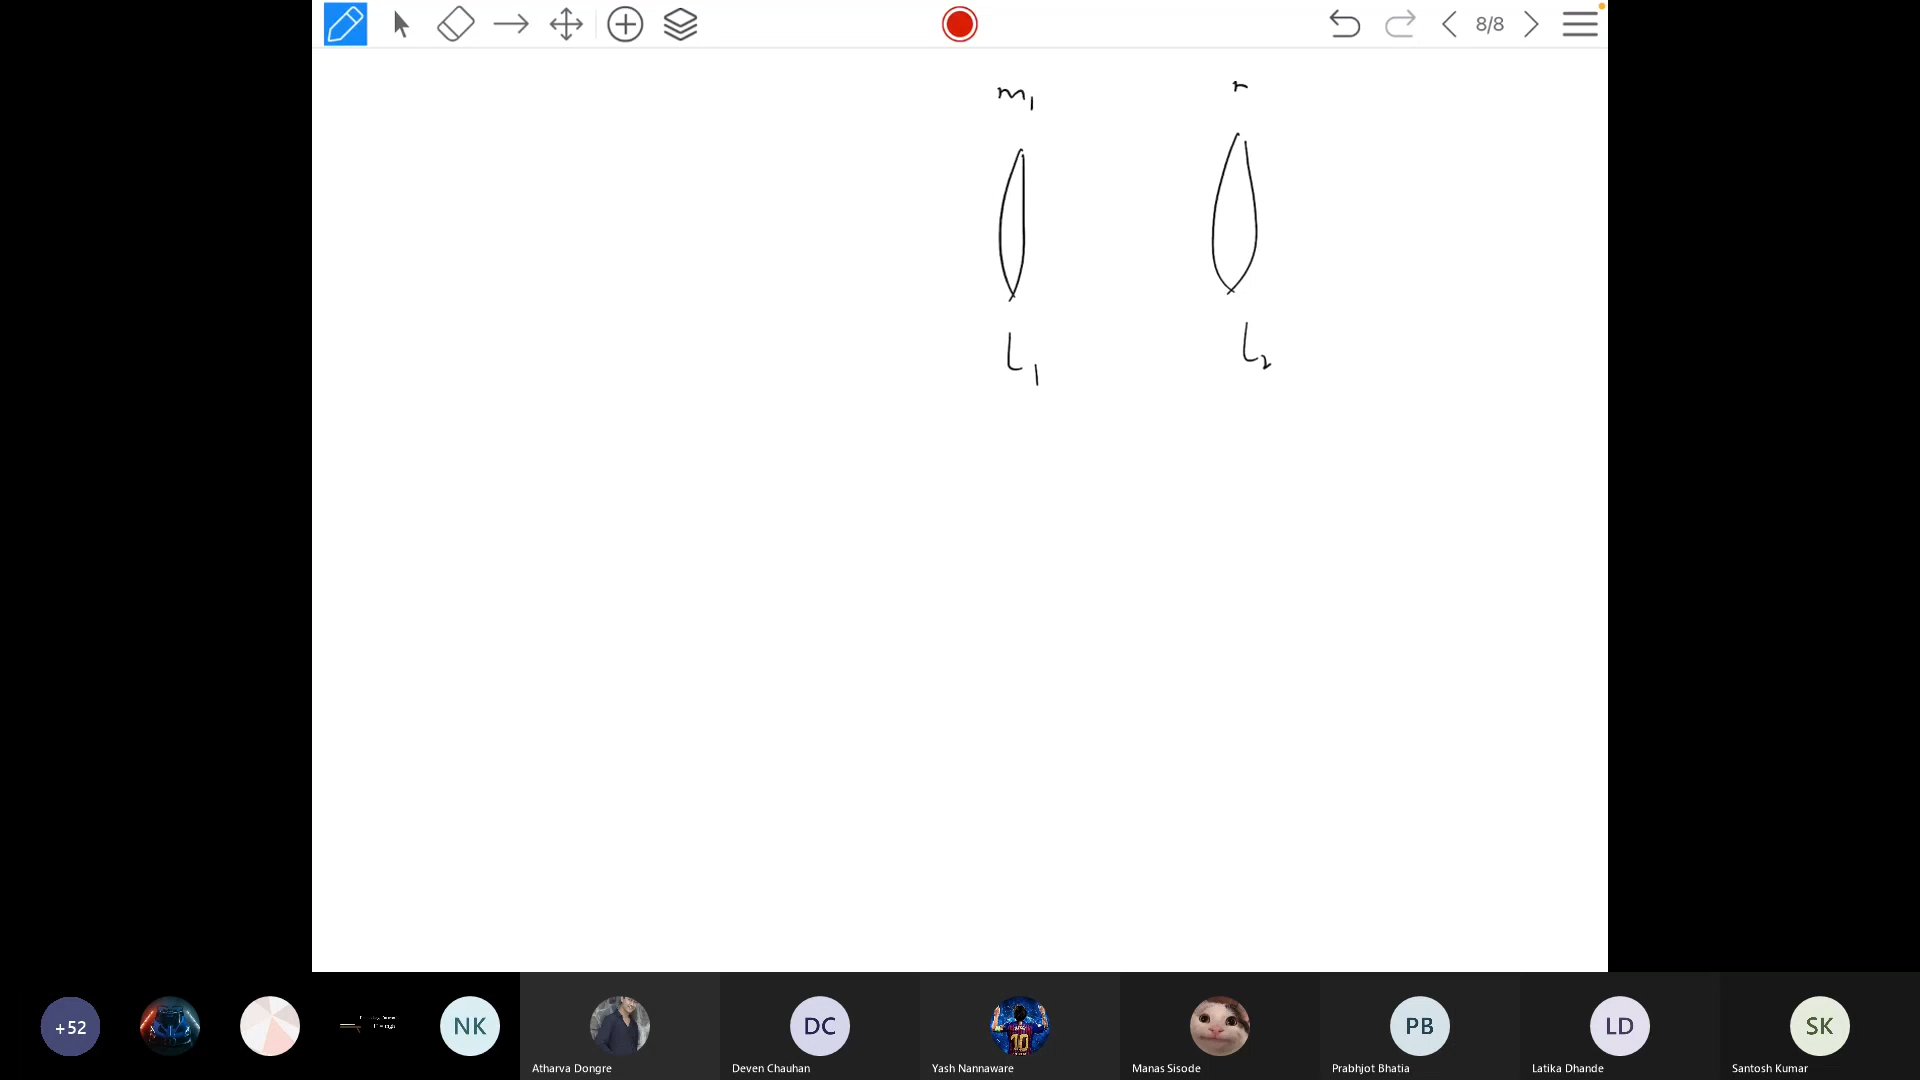 8/8
m₁ r
L₁ L₂
+52 NK DC PB LD SK
Atharva Dongre Deven Chauhan Yash Nannaware Manas Sisode Prabhjot Bhatia Latika Dhande Santosh Kumar